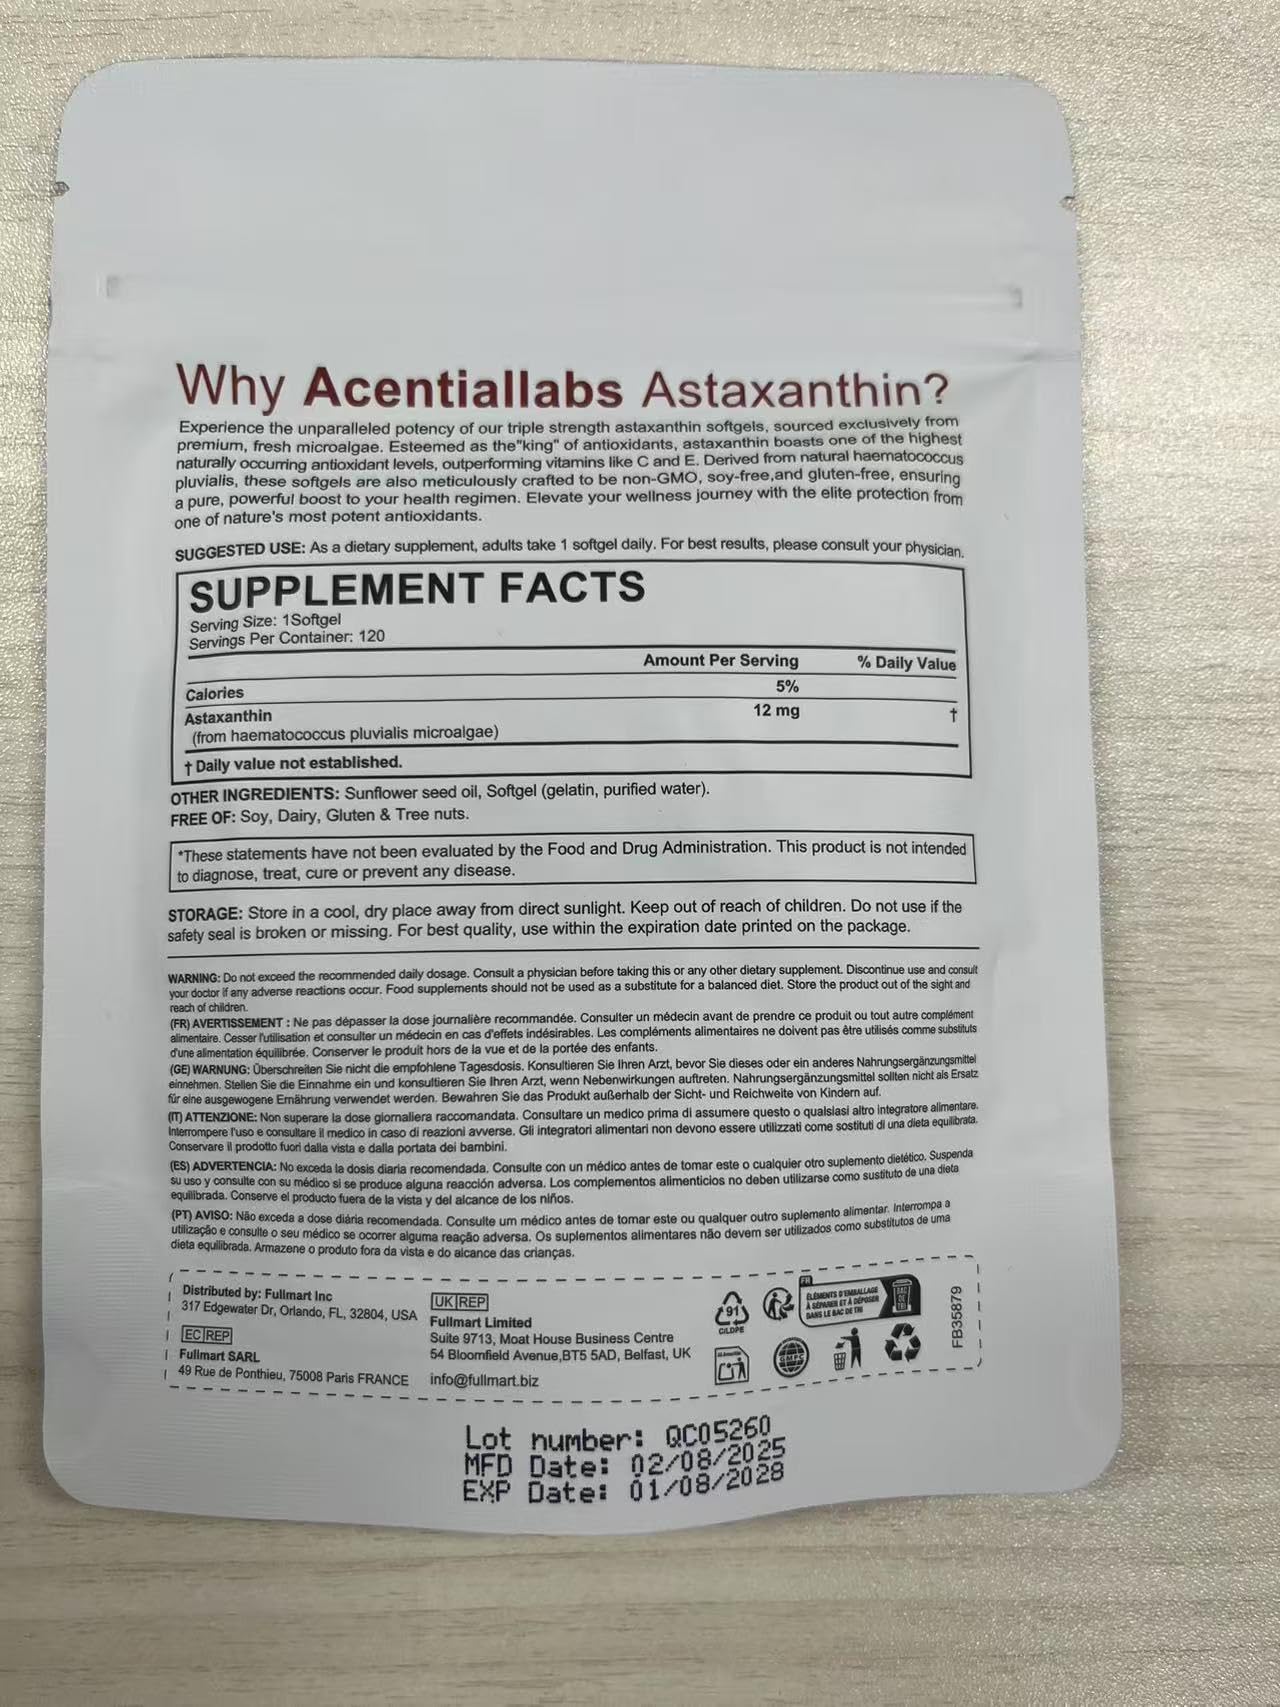 Why Acentiallabs Astaxanthin?
Experience the unparalleled potency of our triple strength astaxanthin softgels, sourced exclusively from
premium, fresh microalgae. Esteemed as the"king" of antioxidants, astaxanthin boasts one of the highest
naturally occurring antioxidant levels, outperforming vitamins like C and E. Derived from natural haematococcus
pluvialis, these softgels are also meticulously crafted to be non-GMO, soy-free,and gluten-free, ensuring
a pure, powerful boost to your health regimen. Elevate your wellness journey with the elite protection from
one of nature's most potent antioxidants.
SUGGESTED USE: As a dietary supplement, adults take 1 softgel daily. For best results, please consult your physician.
SUPPLEMENT FACTS
Serving Size: 1Softgel
Servings Per Container: 120
Amount Per Serving % Daily Value
Calories 5%
Astaxanthin 12 mg †
(from haematococcus pluvialis microalgae)
† Daily value not established.
OTHER INGREDIENTS: Sunflower seed oil, Softgel (gelatin, purified water).
FREE OF: Soy, Dairy, Gluten & Tree nuts.
*These statements have not been evaluated by the Food and Drug Administration. This product is not intended
to diagnose, treat, cure or prevent any disease.
STORAGE: Store in a cool, dry place away from direct sunlight. Keep out of reach of children. Do not use if the
safety seal is broken or missing. For best quality, use within the expiration date printed on the package.
WARNING: Do not exceed the recommended daily dosage. Consult a physician before taking this or any other dietary supplement. Discontinue use and consult
your doctor if any adverse reactions occur. Food supplements should not be used as a substitute for a balanced diet. Store the product out of the sight and
reach of children.
(FR) AVERTISSEMENT : Ne pas dépasser la dose journalière recommandée. Consulter un médecin avant de prendre ce produit ou tout autre complément
alimentaire. Cesser l'utilisation et consulter un médecin en cas d'effets indésirables. Les compléments alimentaires ne doivent pas être utilisés comme substituts
d'une alimentation équilibrée. Conserver le produit hors de la vue et de la portée des enfants.
(GE) WARNUNG: Überschreiten Sie nicht die empfohlene Tagesdosis. Konsultieren Sie Ihren Arzt, bevor Sie dieses oder ein anderes Nahrungsergänzungsmittel
einnehmen. Stellen Sie die Einnahme ein und konsultieren Sie Ihren Arzt, wenn Nebenwirkungen auftreten. Nahrungsergänzungsmittel sollten nicht als Ersatz
für eine ausgewogene Ernährung verwendet werden. Bewahren Sie das Produkt außerhalb der Sicht- und Reichweite von Kindern auf.
(IT) ATTENZIONE: Non superare la dose giornaliera raccomandata. Consultare un medico prima di assumere questo o qualsiasi altro integratore alimentare.
Interrompere l'uso e consultare il medico in caso di reazioni avverse. Gli integratori alimentari non devono essere utilizzati come sostituti di una dieta equilibrata.
Conservare il prodotto fuori dalla vista e dalla portata dei bambini.
(ES) ADVERTENCIA: No exceda la dosis diaria recomendada. Consulte con un médico antes de tomar este o cualquier otro suplemento dietético. Suspenda
su uso y consulte con su médico si se produce alguna reacción adversa. Los complementos alimenticios no deben utilizarse como sustituto de una dieta
equilibrada. Conserve el producto fuera de la vista y del alcance de los niños.
(PT) AVISO: Não exceda a dose diária recomendada. Consulte um médico antes de tomar este ou qualquer outro suplemento alimentar. Interrompa a
utilização e consulte o seu médico se ocorrer alguma reação adversa. Os suplementos alimentares não devem ser utilizados como substitutos de uma
dieta equilibrada. Armazene o produto fora da vista e do alcance das crianças.
Distributed by: Fullmart Inc
317 Edgewater Dr, Orlando, FL, 32804, USA
EC REP
Fullmart SARL
49 Rue de Ponthieu, 75008 Paris FRANCE
UK REP
Fullmart Limited
Suite 9713, Moat House Business Centre
54 Bloomfield Avenue,BT5 5AD, Belfast, UK
info@fullmart.biz
91
C/LDPE
FR
ÉLÉMENTS D'EMBALLAGE
À SÉPARER ET À DÉPOSER
DANS LE BAC DE TRI
BAC
DE
TRI
GMPC
FB35879
Lot number: QC05260
MFD Date: 02/08/2025
EXP Date: 01/08/2028